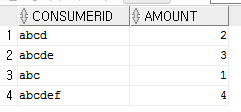 CONSUMERID AMOUNT
1 abcd 2
2 abcde 3
3 abc 1
4 abcdef 4